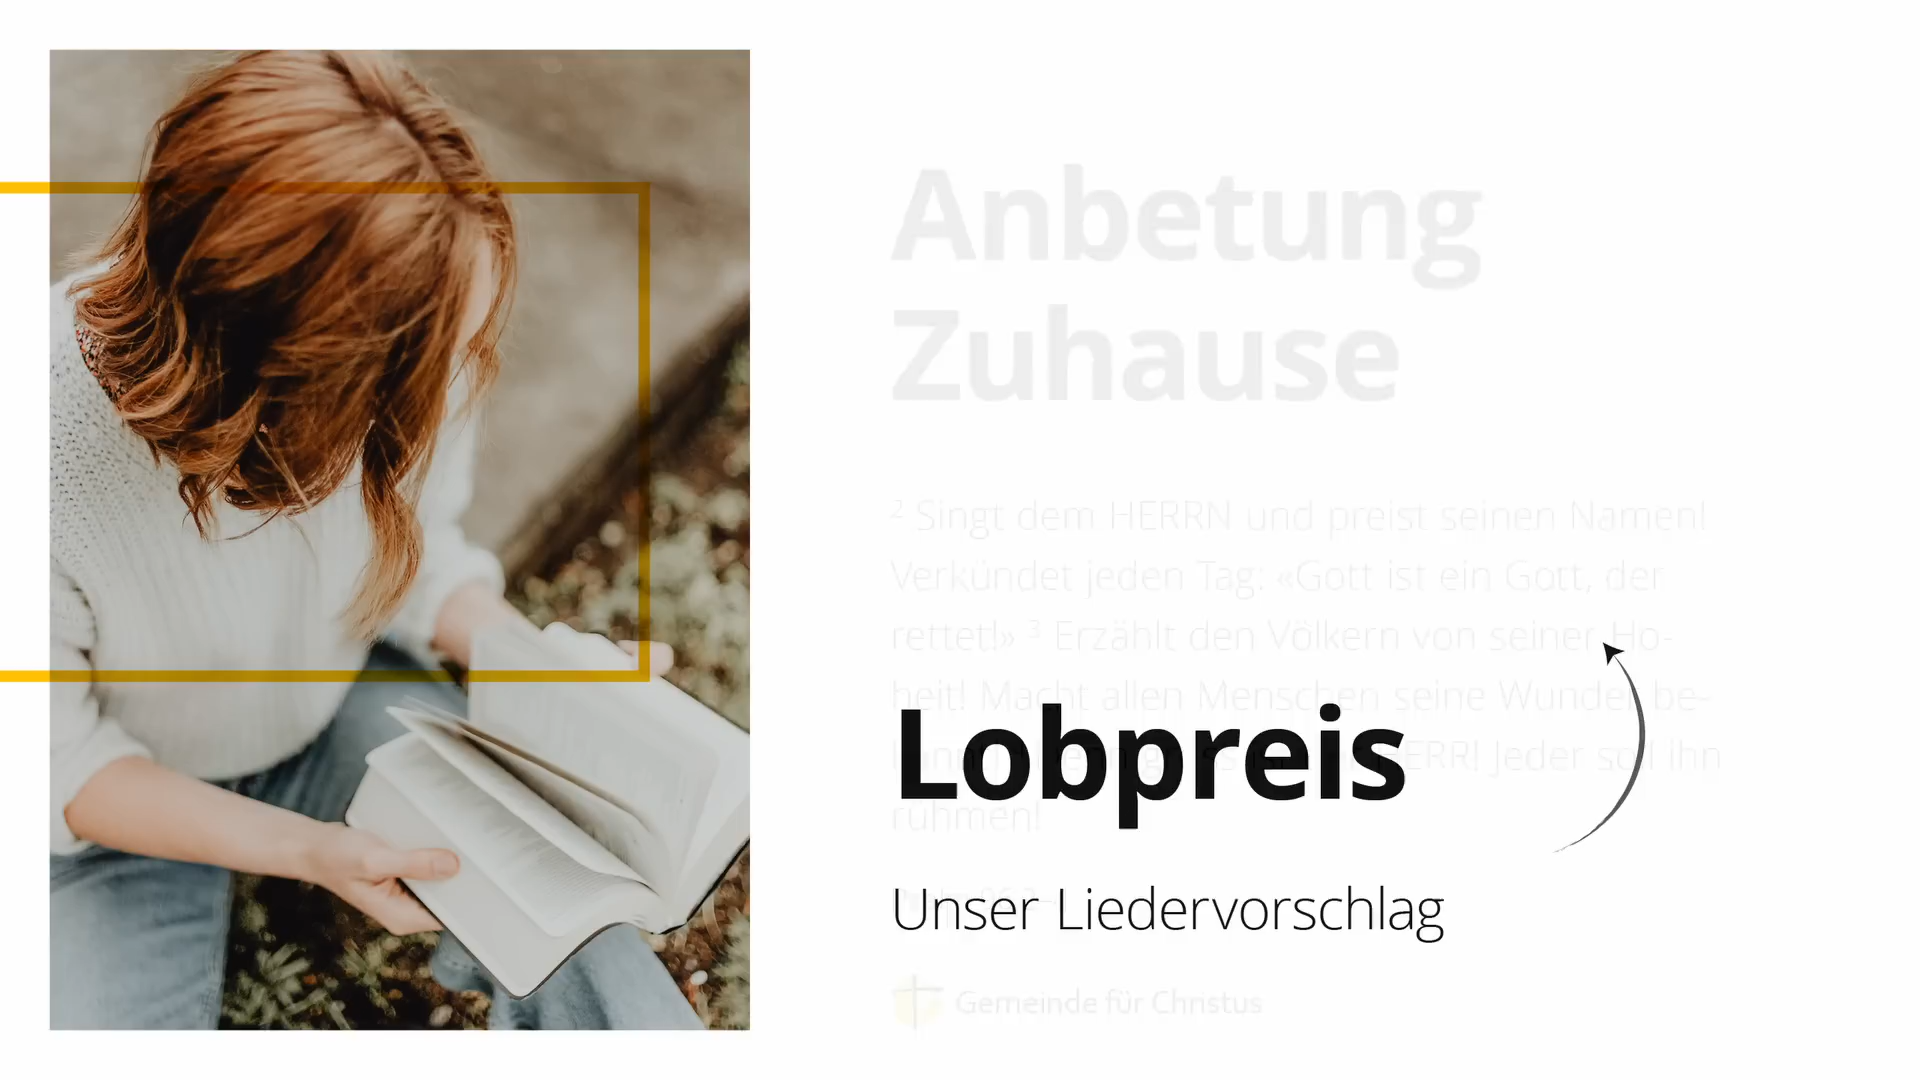 Anbetung
Zuhause
² Singt dem HERRN und preist seinen Namen!
Verkündet jeden Tag: «Gott ist ein Gott, der
rettet!» ³ Erzählt den Völkern von seiner Ho-
heit! Macht allen Menschen seine Wunder be-
HERR! Jeder soll ihn
rühmen!
Lobpreis
Unser Liedervorschlag
Gemeinde für Christus